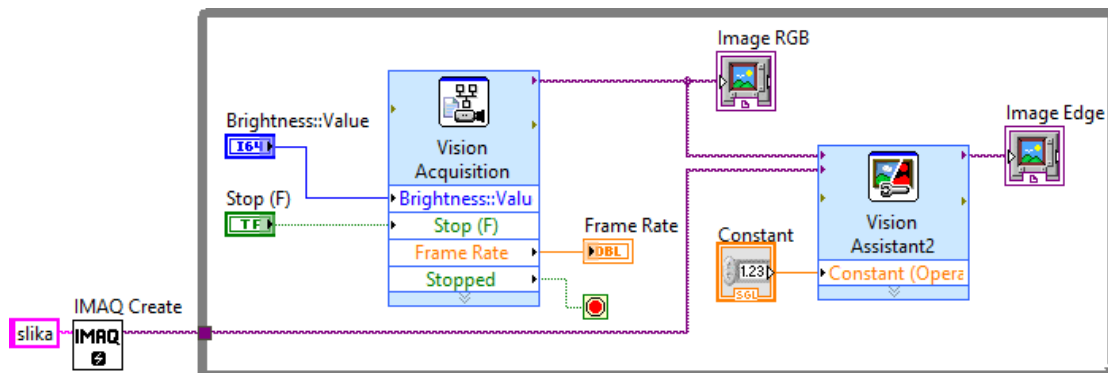 Image RGB
Image Edge
Brightness::Value
I64
Vision
Acquisition
Brightness::Valu
Stop (F)
TF
Stop (F)
Frame Rate
Frame Rate
DBL
Stopped
Constant
1.23
SGL
Vision
Assistant2
Constant (Opera
IMAQ Create
slika
IMAQ